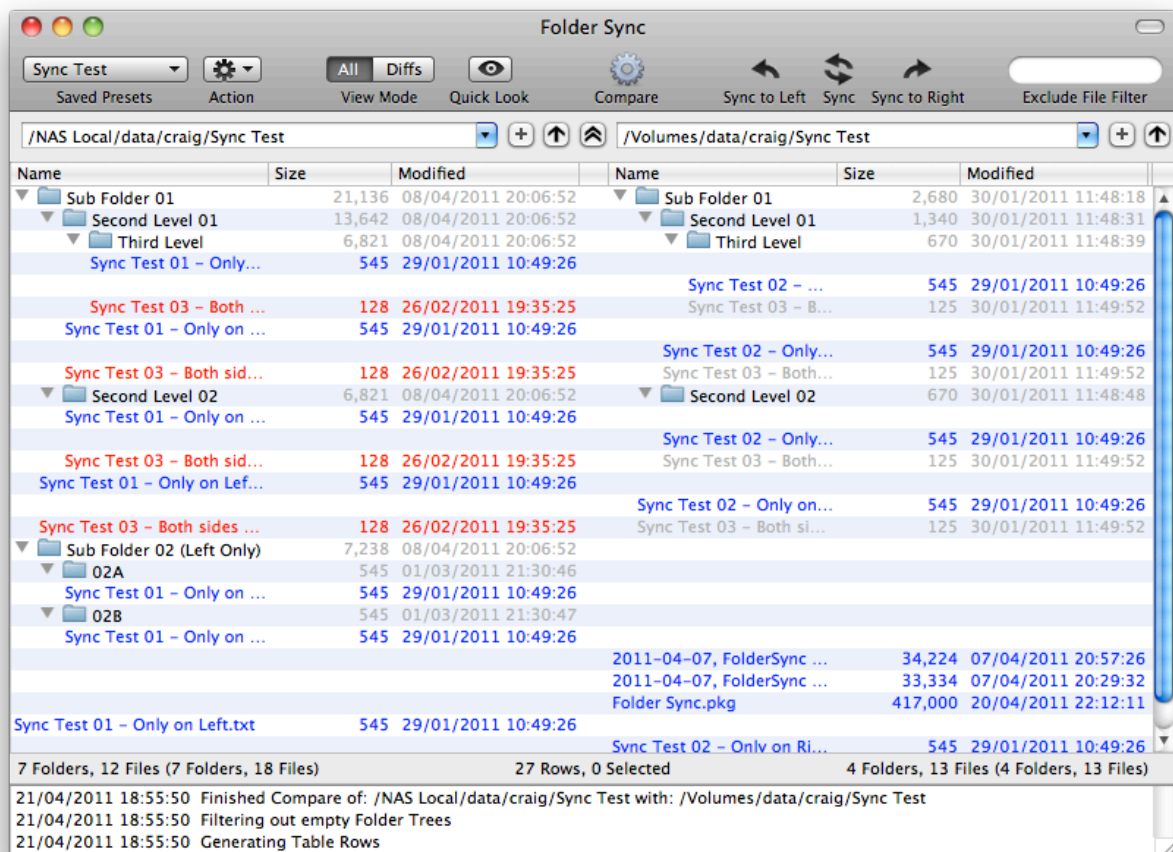 Folder Sync
Sync Test All Diffs
Saved Presets Action View Mode Quick Look Compare Sync to Left Sync Sync to Right Exclude File Filter
/NAS Local/data/craig/Sync Test /Volumes/data/craig/Sync Test
Name Size Modified Name Size Modified
Sub Folder 01 21,136 08/04/2011 20:06:52 Sub Folder 01 2,680 30/01/2011 11:48:18
Second Level 01 13,642 08/04/2011 20:06:52 Second Level 01 1,340 30/01/2011 11:48:31
Third Level 6,821 08/04/2011 20:06:52 Third Level 670 30/01/2011 11:48:39
Sync Test 01 – Only... 545 29/01/2011 10:49:26
Sync Test 02 – ... 545 29/01/2011 10:49:26
Sync Test 03 – Both ... 128 26/02/2011 19:35:25 Sync Test 03 – B... 125 30/01/2011 11:49:52
Sync Test 01 – Only on ... 545 29/01/2011 10:49:26
Sync Test 02 – Only... 545 29/01/2011 10:49:26
Sync Test 03 – Both sid... 128 26/02/2011 19:35:25 Sync Test 03 – Both... 125 30/01/2011 11:49:52
Second Level 02 6,821 08/04/2011 20:06:52 Second Level 02 670 30/01/2011 11:48:48
Sync Test 01 – Only on ... 545 29/01/2011 10:49:26
Sync Test 02 – Only... 545 29/01/2011 10:49:26
Sync Test 03 – Both sid... 128 26/02/2011 19:35:25 Sync Test 03 – Both... 125 30/01/2011 11:49:52
Sync Test 01 – Only on Lef... 545 29/01/2011 10:49:26
Sync Test 02 – Only on... 545 29/01/2011 10:49:26
Sync Test 03 – Both sides ... 128 26/02/2011 19:35:25 Sync Test 03 – Both si... 125 30/01/2011 11:49:52
Sub Folder 02 (Left Only) 7,238 08/04/2011 20:06:52
02A 545 01/03/2011 21:30:46
Sync Test 01 – Only on ... 545 29/01/2011 10:49:26
02B 545 01/03/2011 21:30:47
Sync Test 01 – Only on ... 545 29/01/2011 10:49:26
2011-04-07, FolderSync ... 34,224 07/04/2011 20:57:26
2011-04-07, FolderSync ... 33,334 07/04/2011 20:29:32
Folder Sync.pkg 417,000 20/04/2011 22:12:11
Sync Test 01 – Only on Left.txt 545 29/01/2011 10:49:26
Sync Test 02 – Only on Ri... 545 29/01/2011 10:49:26
7 Folders, 12 Files (7 Folders, 18 Files) 27 Rows, 0 Selected 4 Folders, 13 Files (4 Folders, 13 Files)
21/04/2011 18:55:50 Finished Compare of: /NAS Local/data/craig/Sync Test with: /Volumes/data/craig/Sync Test
21/04/2011 18:55:50 Filtering out empty Folder Trees
21/04/2011 18:55:50 Generating Table Rows